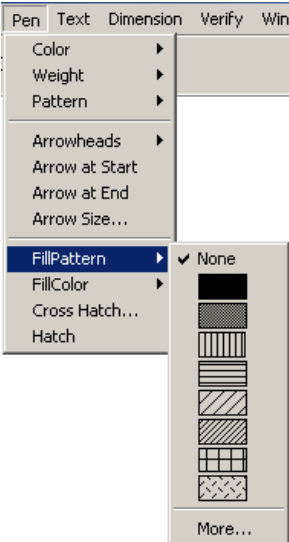 Pen Text Dimension Verify Win
Color
Weight
Pattern
Arrowheads
Arrow at Start
Arrow at End
Arrow Size...
FillPattern
None
FillColor
Cross Hatch...
Hatch
More...